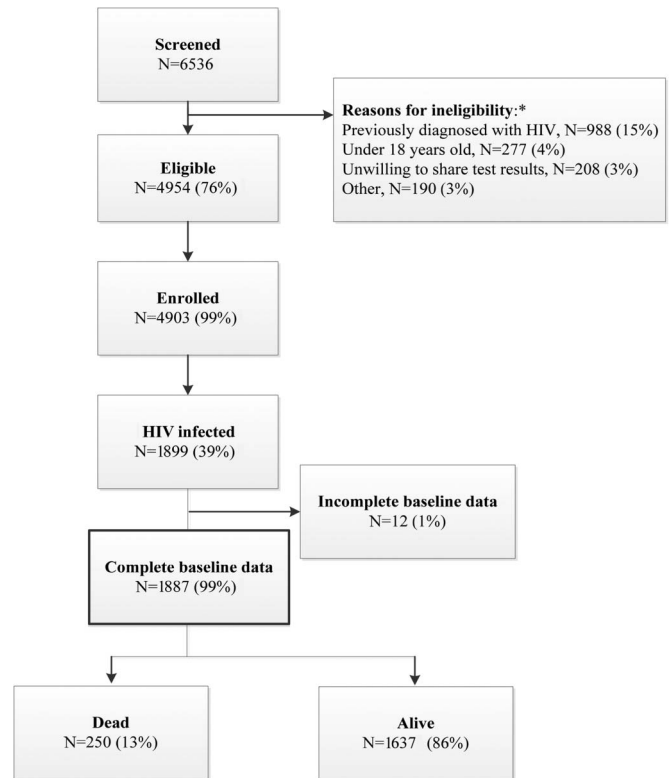 Screened
N=6536
Reasons for ineligibility:*
Previously diagnosed with HIV, N=988 (15%)
Under 18 years old, N=277 (4%)
Unwilling to share test results, N=208 (3%)
Other, N=190 (3%)
Eligible
N=4954 (76%)
Enrolled
N=4903 (99%)
HIV infected
N=1899 (39%)
Incomplete baseline data
N=12 (1%)
Complete baseline data
N=1887 (99%)
Dead
N=250 (13%)
Alive
N=1637 (86%)